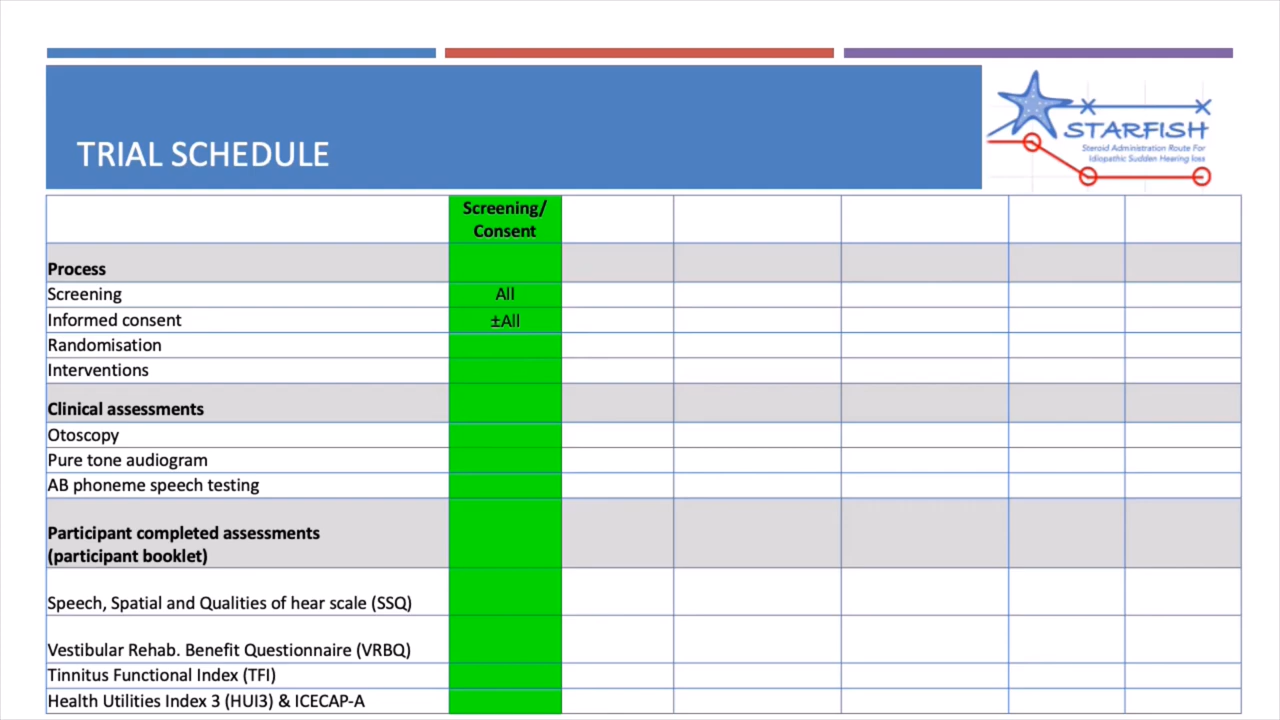 TRIAL SCHEDULE
STARFISH
Steroid Administration Route For
Idiopathic Sudden Hearing loss
Screening/
Consent
Process
Screening All
Informed consent ±All
Randomisation
Interventions
Clinical assessments
Otoscopy
Pure tone audiogram
AB phoneme speech testing
Participant completed assessments
(participant booklet)
Speech, Spatial and Qualities of hear scale (SSQ)
Vestibular Rehab. Benefit Questionnaire (VRBQ)
Tinnitus Functional Index (TFI)
Health Utilities Index 3 (HUI3) & ICECAP-A